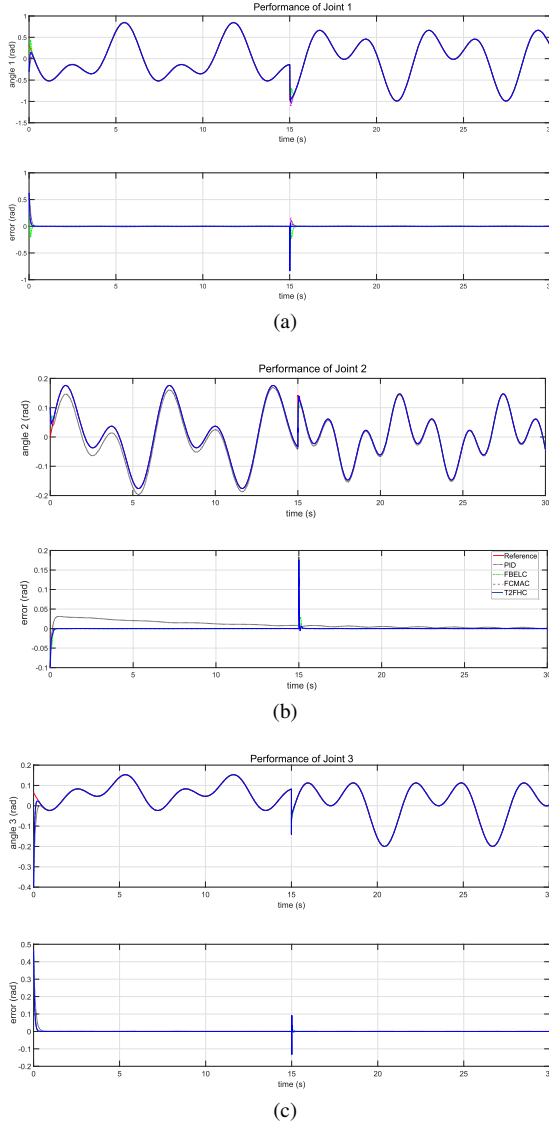 Performance of Joint 1
1
0.5
0
-0.5
-1
-1.5
angle 1 (rad)
0 5 10 15 20 25 30
time (s)
1
0.5
0
-0.5
-1
error (rad)
0 5 10 15 20 25 30
time (s)
(a)
Performance of Joint 2
0.2
0.1
0
-0.1
-0.2
angle 2 (rad)
0 5 10 15 20 25 30
time (s)
0.2
0.15
0.1
0.05
0
-0.05
-0.1
error (rad)
Reference
PID
FBELC
FCMAC
T2FHC
0 5 10 15 20 25 30
time (s)
(b)
Performance of Joint 3
0.2
0.1
0
-0.1
-0.2
-0.3
-0.4
angle 3 (rad)
0 5 10 15 20 25 30
time (s)
0.5
0.4
0.3
0.2
0.1
0
-0.1
-0.2
error (rad)
0 5 10 15 20 25 30
time (s)
(c)